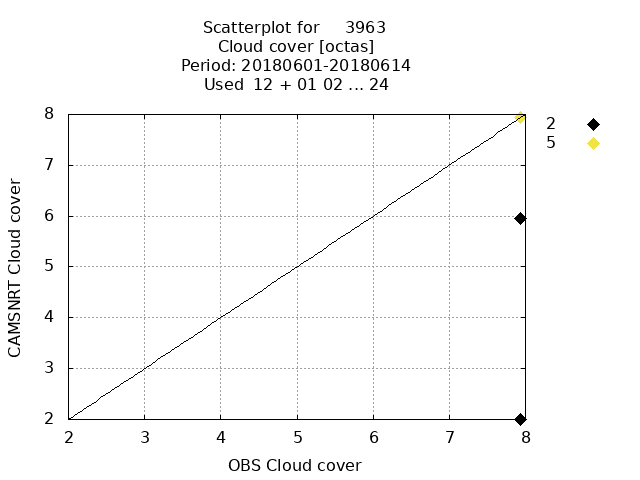 Scatterplot for 3963
Cloud cover [octas]
Period: 20180601-20180614
Used 12 + 01 02 ... 24
8
7
6
5
4
3
2
2 3 4 5 6 7 8
CAMSNRT Cloud cover
OBS Cloud cover
2
5